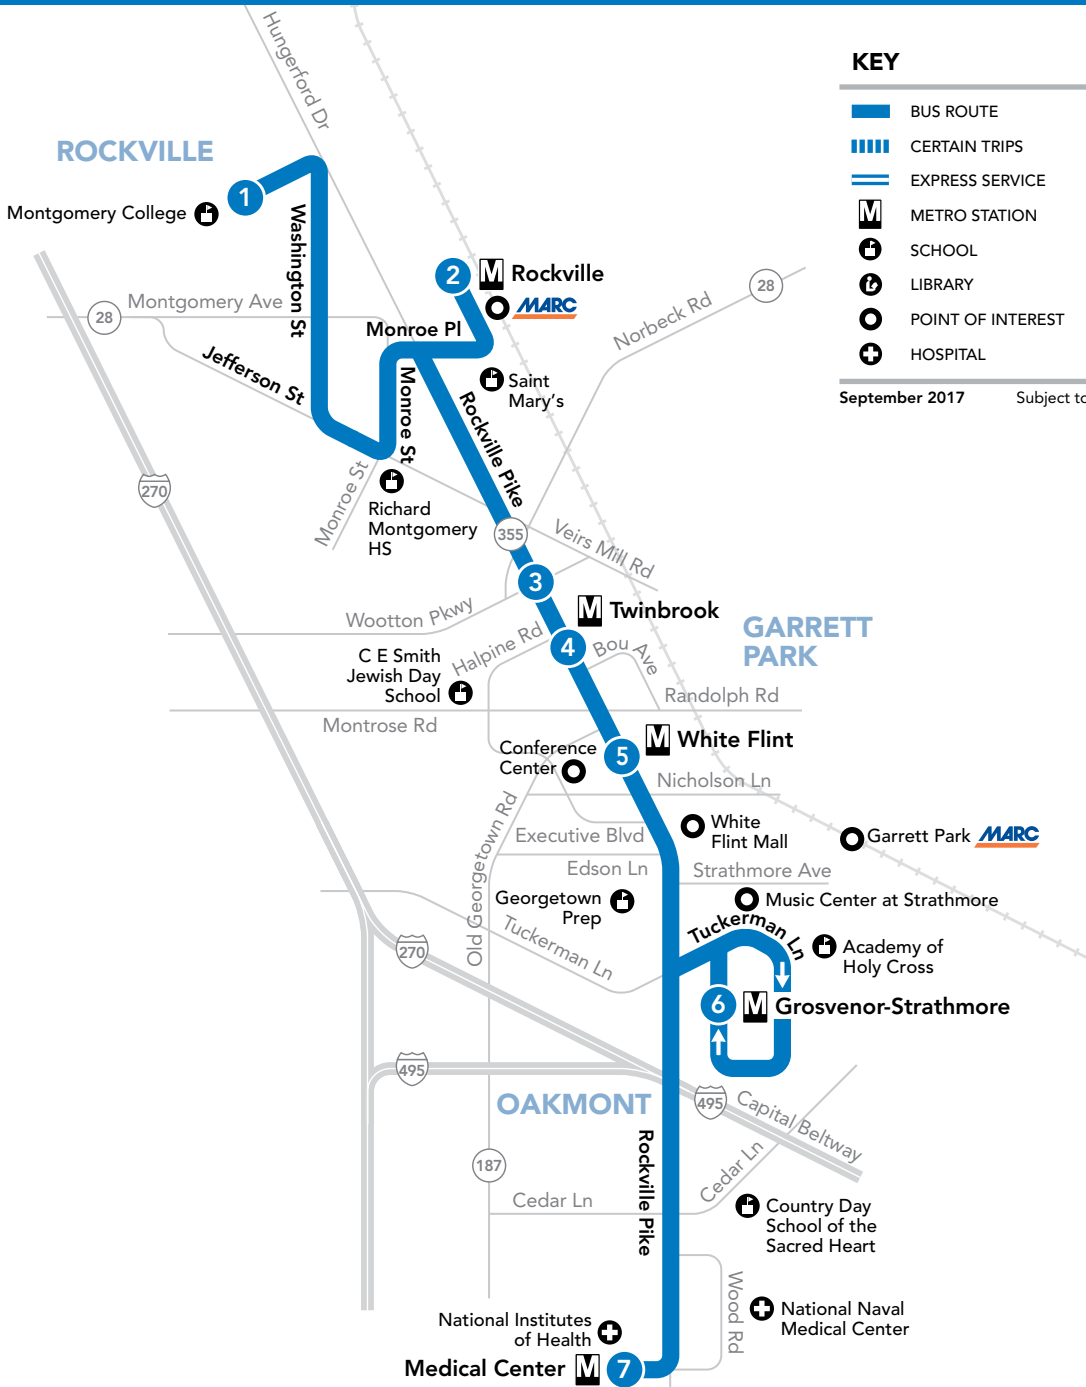 Hungerford Dr
KEY
BUS ROUTE
CERTAIN TRIPS
EXPRESS SERVICE
M METRO STATION
SCHOOL
LIBRARY
POINT OF INTEREST
HOSPITAL
September 2017
Subject to
ROCKVILLE
1
Montgomery College
Washington St
2
M Rockville
MARC
28
Norbeck Rd
28
Montgomery Ave
Monroe Pl
Jefferson St
Monroe St
Saint
Mary's
Rockville Pike
270
Monroe St
Richard
Montgomery
HS
355
Veirs Mill Rd
3
Wootton Pkwy
M Twinbrook
GARRETT
PARK
4
Halpine Rd
Bou Ave
C E Smith
Jewish Day
School
Randolph Rd
Montrose Rd
5
M White Flint
Conference
Center
Nicholson Ln
Old Georgetown Rd
Executive Blvd
White
Flint Mall
Garrett Park MARC
Edson Ln
Strathmore Ave
Georgetown
Prep
Music Center at Strathmore
Tuckerman Ln
Tuckerman Ln
Academy of
Holy Cross
270
6
M Grosvenor-Strathmore
495
OAKMONT
495
Capital Beltway
Rockville Pike
187
Cedar Ln
Cedar Ln
Country Day
School of the
Sacred Heart
Wood Rd
National Naval
Medical Center
National Institutes
of Health
Medical Center M 7